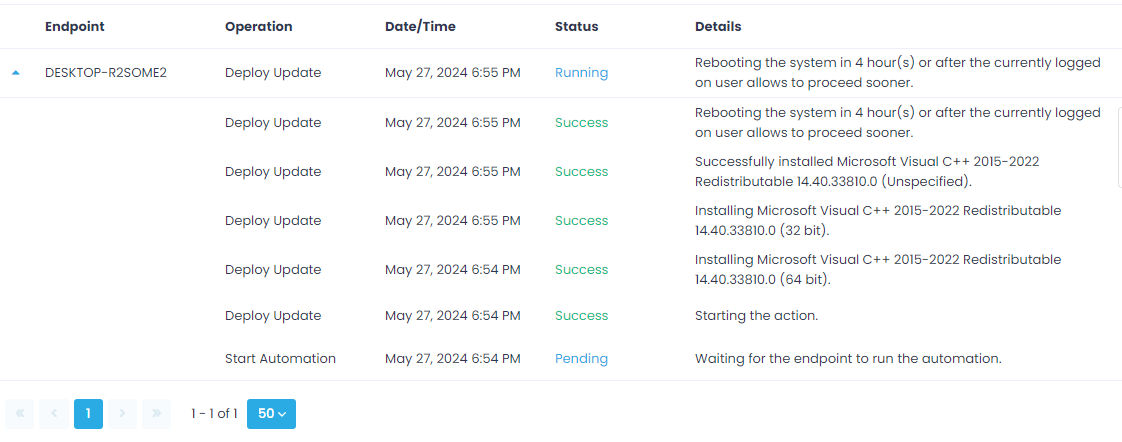 Endpoint Operation Date/Time Status Details
DESKTOP-R2SOME2 Deploy Update May 27, 2024 6:55 PM Running Rebooting the system in 4 hour(s) or after the currently logged
on user allows to proceed sooner.
Deploy Update May 27, 2024 6:55 PM Success Rebooting the system in 4 hour(s) or after the currently logged
on user allows to proceed sooner.
Deploy Update May 27, 2024 6:55 PM Success Successfully installed Microsoft Visual C++ 2015-2022
Redistributable 14.40.33810.0 (Unspecified).
Deploy Update May 27, 2024 6:55 PM Success Installing Microsoft Visual C++ 2015-2022 Redistributable
14.40.33810.0 (32 bit).
Deploy Update May 27, 2024 6:54 PM Success Installing Microsoft Visual C++ 2015-2022 Redistributable
14.40.33810.0 (64 bit).
Deploy Update May 27, 2024 6:54 PM Success Starting the action.
Start Automation May 27, 2024 6:54 PM Pending Waiting for the endpoint to run the automation.
« ‹ 1 › » 1 - 1 of 1 50